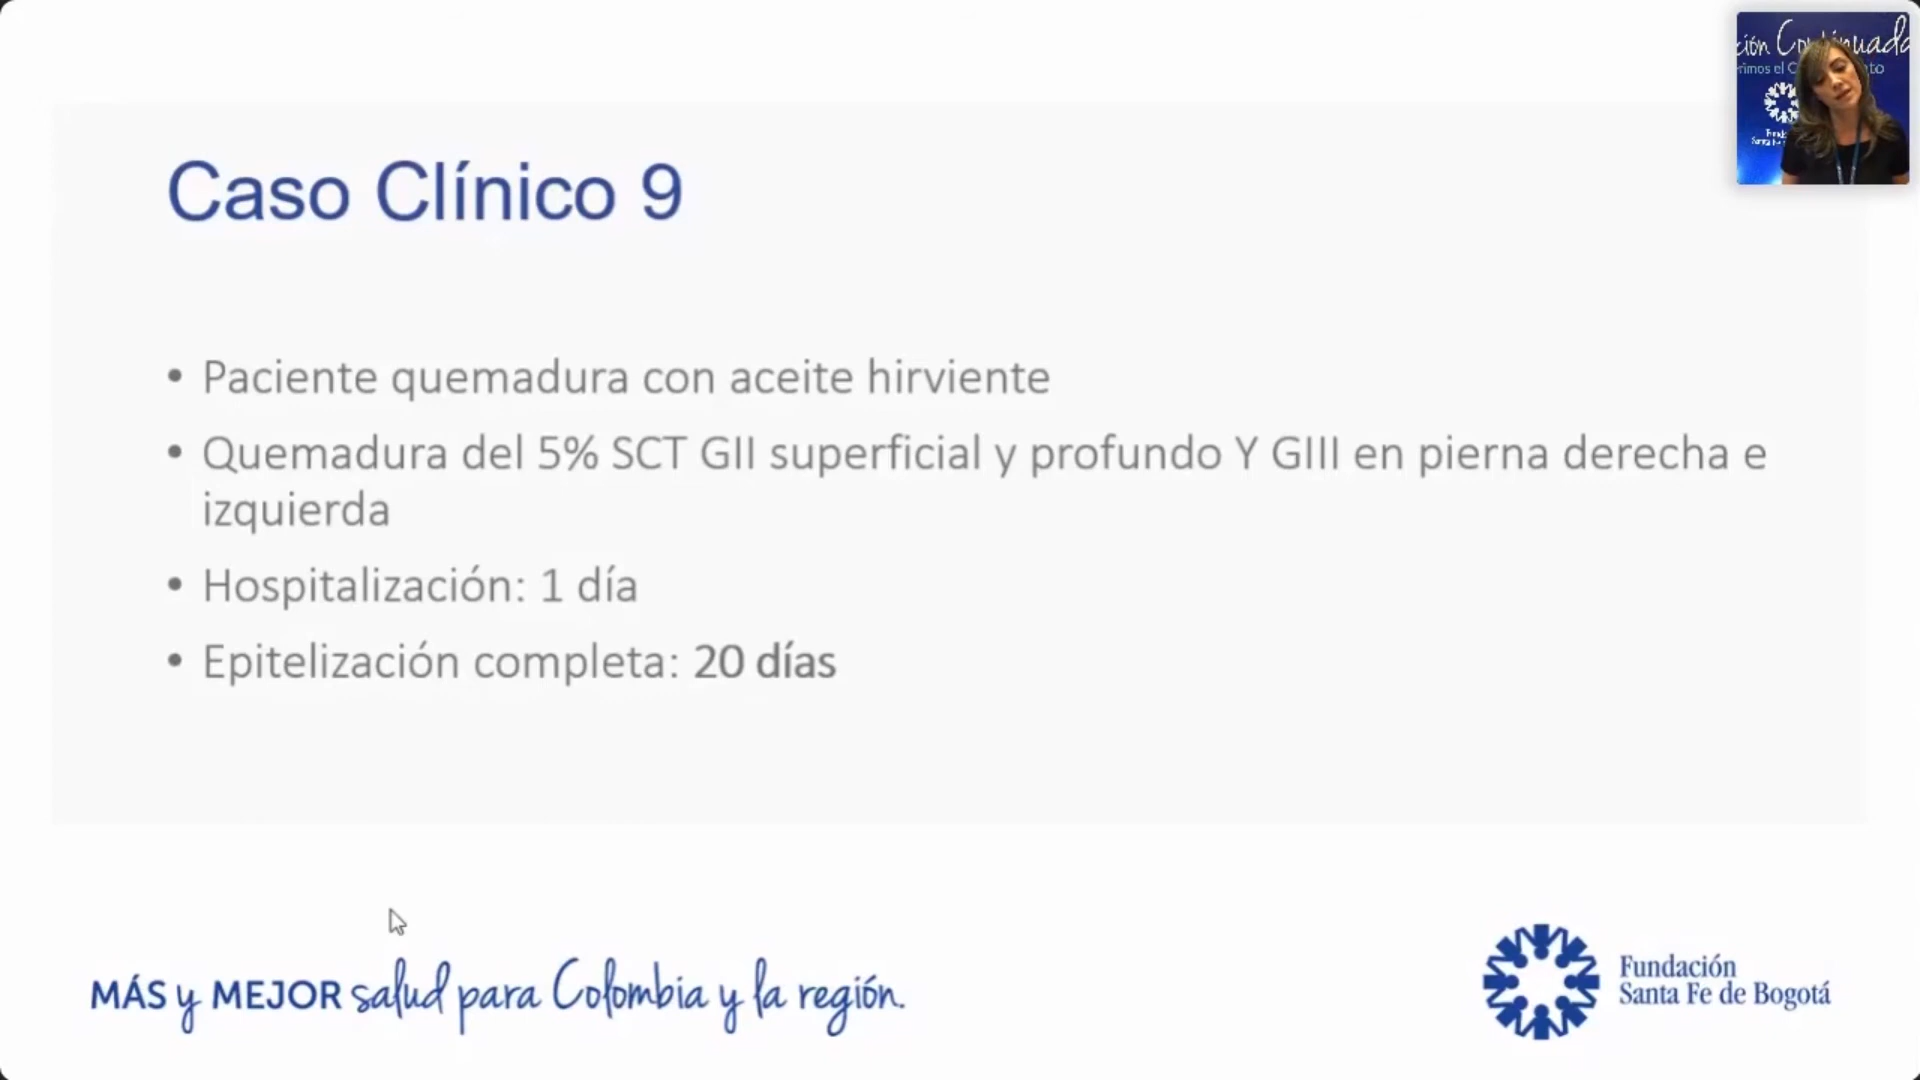 Caso Clínico 9
• Paciente quemadura con aceite hirviente
• Quemadura del 5% SCT GII superficial y profundo Y GIII en pierna derecha e
izquierda
• Hospitalización: 1 día
• Epitelización completa: 20 días
MÁS y MEJOR salud para Colombia y la región.
Fundación
Santa Fe de Bogotá